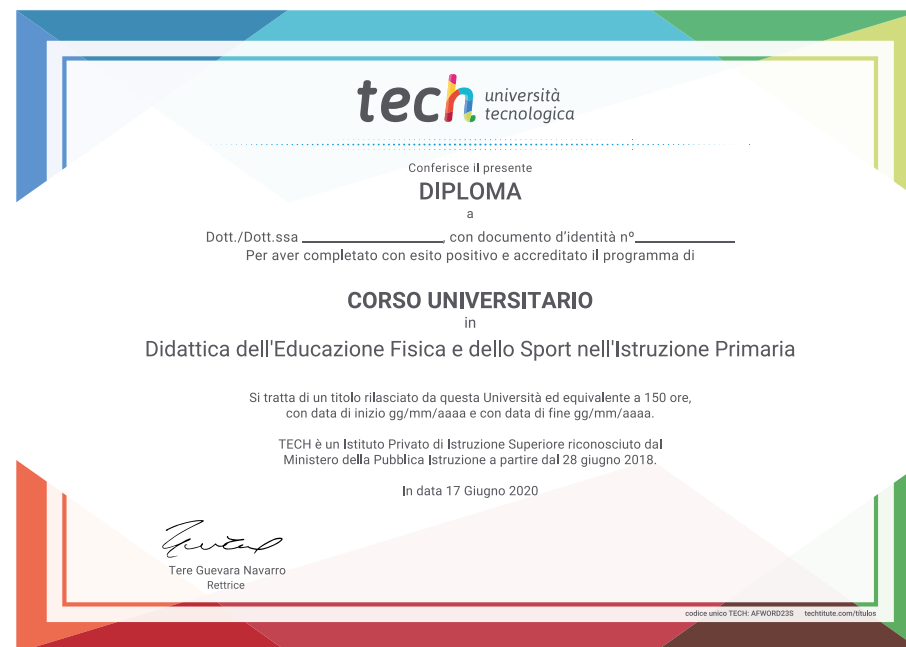 tech università
tecnologica
Conferisce il presente
DIPLOMA
a
Dott./Dott.ssa ________________, con documento d'identità nº____________
Per aver completato con esito positivo e accreditato il programma di
CORSO UNIVERSITARIO
in
Didattica dell'Educazione Fisica e dello Sport nell'Istruzione Primaria
Si tratta di un titolo rilasciato da questa Università ed equivalente a 150 ore,
con data di inizio gg/mm/aaaa e con data di fine gg/mm/aaaa.
TECH è un Istituto Privato di Istruzione Superiore riconosciuto dal
Ministero della Pubblica Istruzione a partire dal 28 giugno 2018.
In data 17 Giugno 2020
Tere Guevara Navarro
Rettrice
codice unico TECH: AFWORD23S techtitute.com/titulos